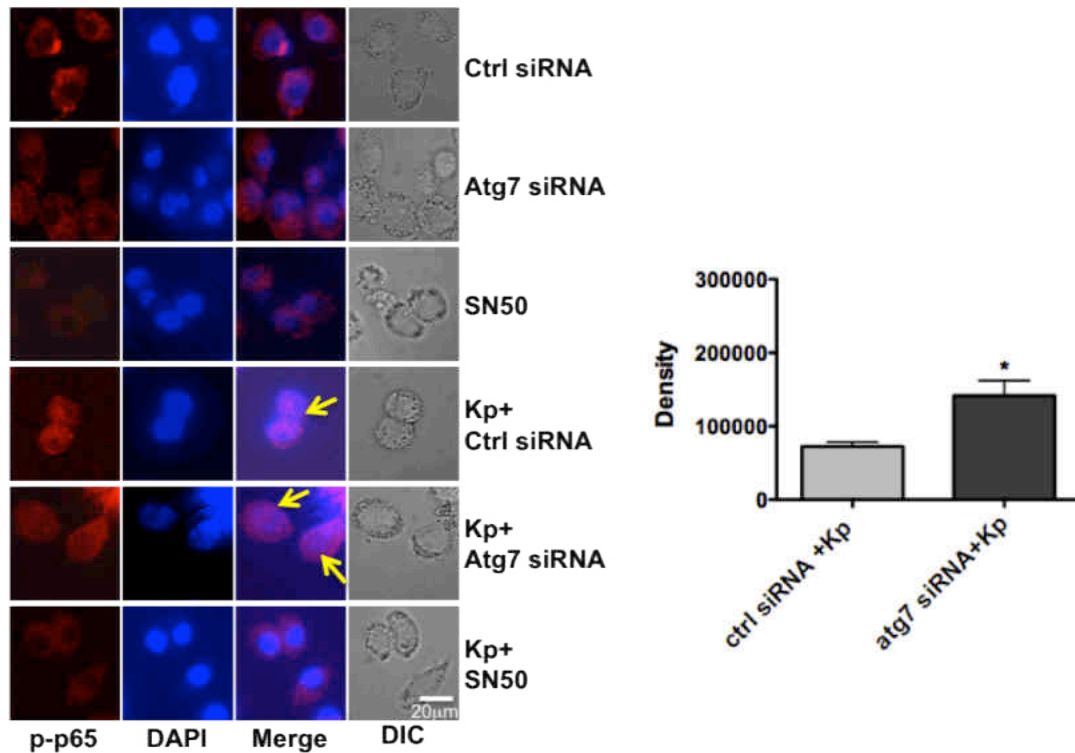 Ctrl siRNA
Atg7 siRNA
SN50
Kp+
Ctrl siRNA
Kp+
Atg7 siRNA
Kp+
SN50
20μm
p-p65 DAPI Merge DIC
300000
200000
100000
0
Density
*
ctrl siRNA +Kp
atg7 siRNA+Kp